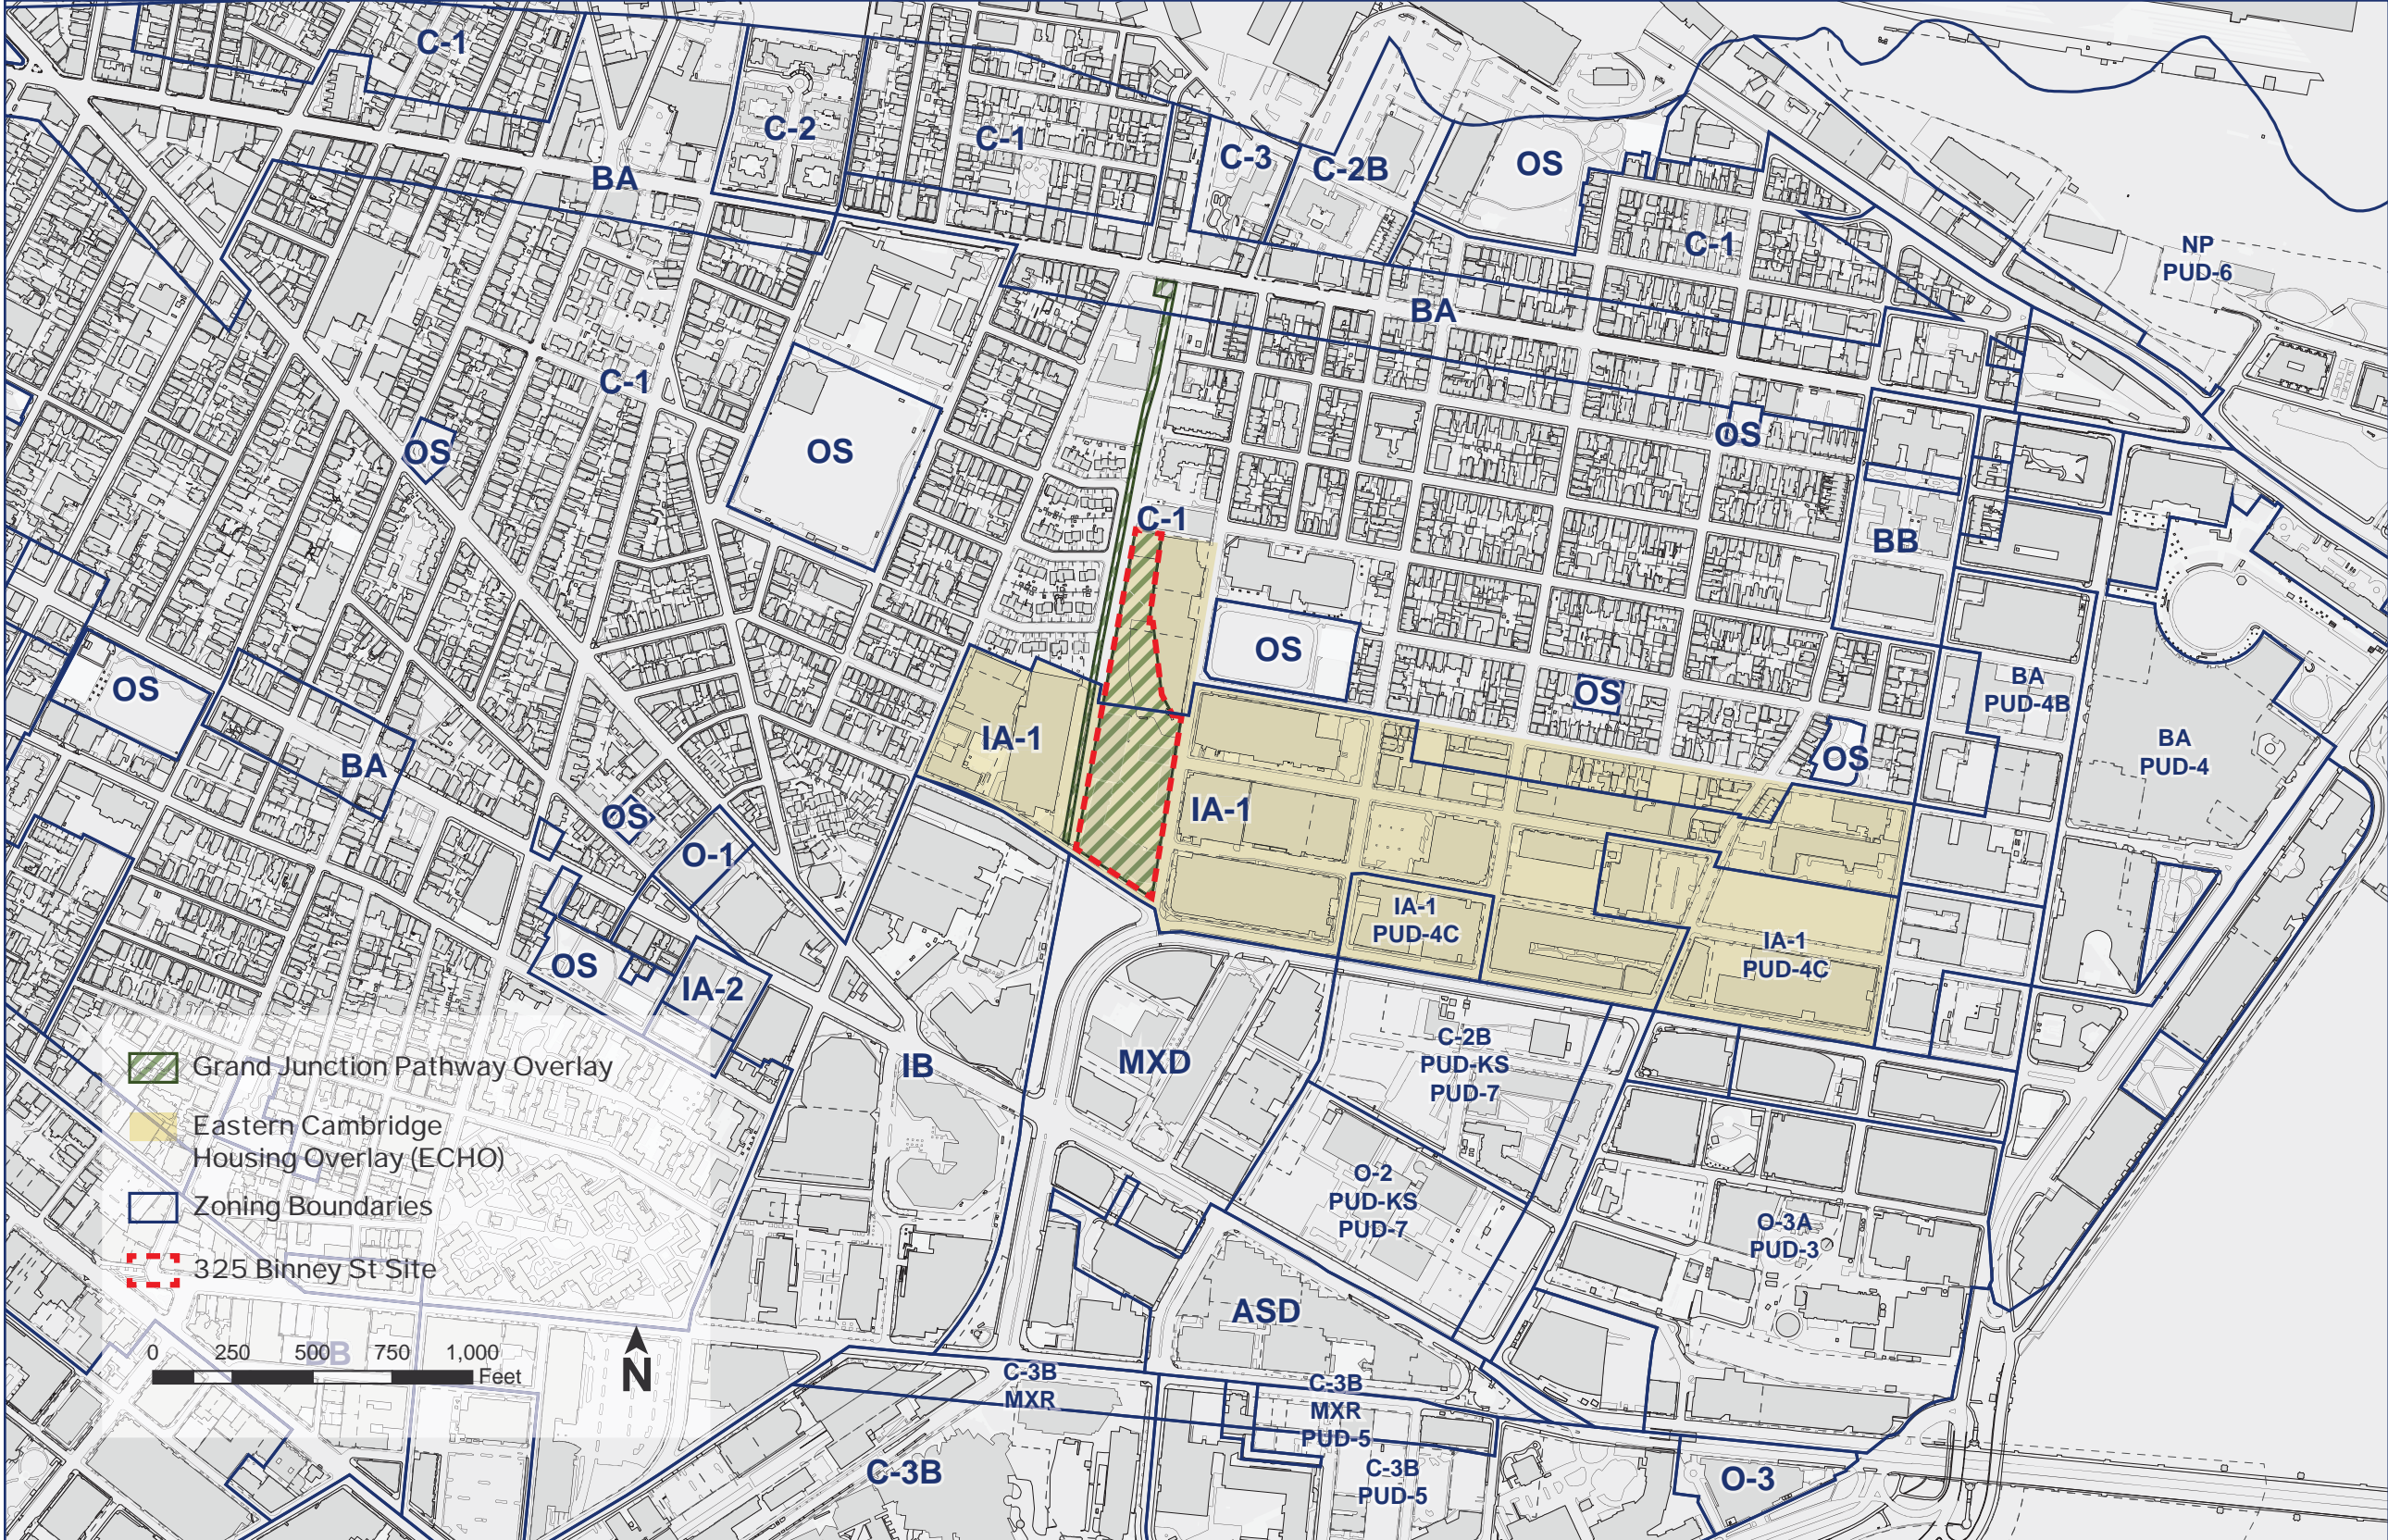 C-1
C-2
C-1
BA
C-3
C-2B
OS
C-1
NP
PUD-6
BA
C-1
OS
OS
OS
C-1
BB
OS
OS
OS
BA
PUD-4B
IA-1
BA
PUD-4
OS
BA
IA-1
OS
O-1
IA-1
PUD-4C
IA-1
PUD-4C
OS
IA-2
IB
MXD
C-2B
PUD-KS
PUD-7
O-2
PUD-KS
PUD-7
O-3A
PUD-3
Grand Junction Pathway Overlay
Eastern Cambridge
Housing Overlay (ECHO)
Zoning Boundaries
325 Binney St Site
ASD
BB
0 250 500 750 1,000
Feet
N
C-3B
MXR
C-3B
MXR
PUD-5
C-3B
C-3B
PUD-5
O-3